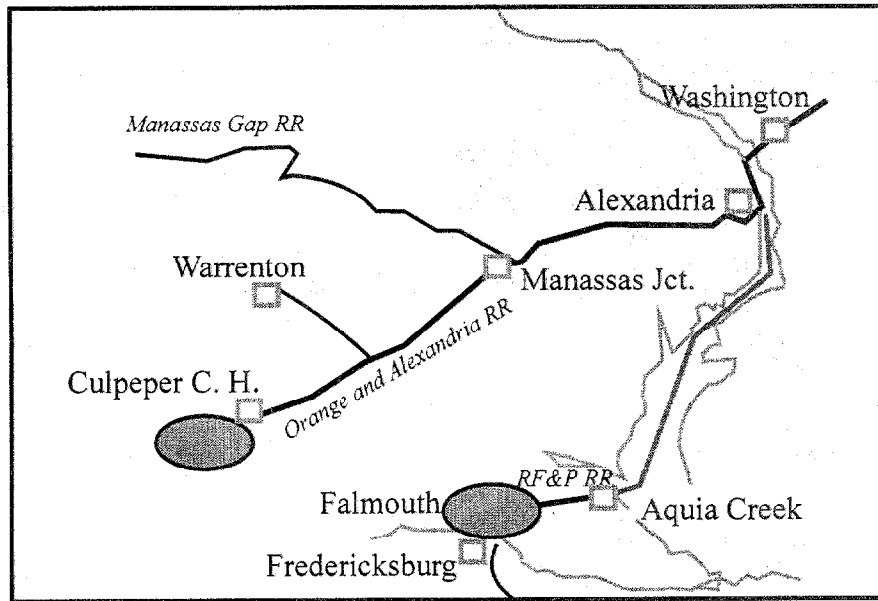 Washington
Manassas Gap RR
Alexandria
Warrenton
Manassas Jct.
Orange and Alexandria RR
Culpeper C. H.
RF&P RR
Falmouth
Aquia Creek
Fredericksburg